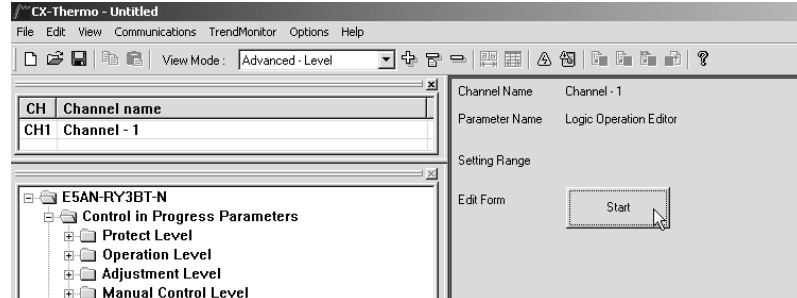 CX-Thermo - Untitled
File Edit View Communications TrendMonitor Options Help
View Mode : Advanced - Level
CH Channel name
CH1 Channel - 1
E5AN-RY3BT-N
Control in Progress Parameters
Protect Level
Operation Level
Adjustment Level
Manual Control Level
Channel Name Channel - 1
Parameter Name Logic Operation Editor
Setting Range
Edit Form Start